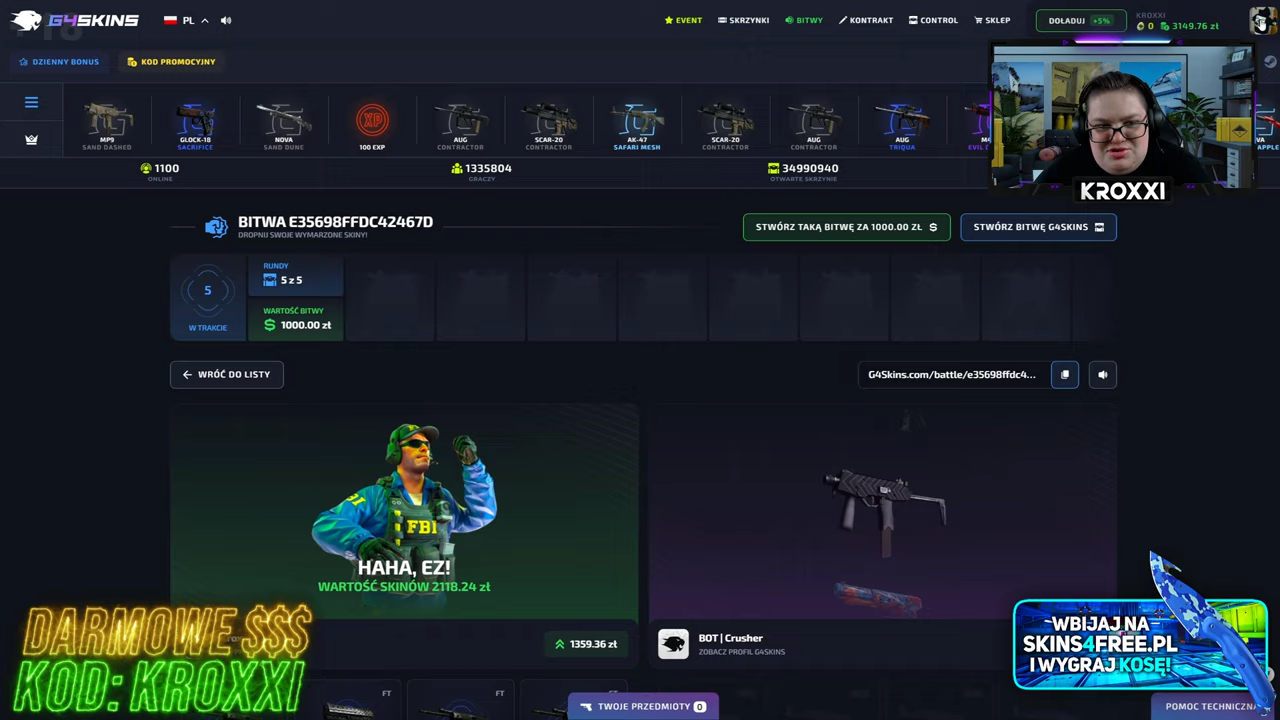 G4SKINS
PL
EVENT
SKRZYNKI
BITWY
KONTRAKT
CONTROL
SKLEP
DOŁADUJ +5%
KROXXI
0 3149.76 zł
DZIENNY BONUS
KOD PROMOCYJNY
MP9
SAND DASHED
GLOCK-18
SACRIFICE
NOVA
SAND DUNE
XP
100 EXP
AUG
CONTRACTOR
SCAR-20
CONTRACTOR
AK-47
SAFARI MESH
SCAR-20
CONTRACTOR
AUG
CONTRACTOR
AUG
TRIQUA
KROXXI
1100
ONLINE
1335804
GRACZY
34990940
OTWARTE SKRZYNIE
BITWA E35698FFDC42467D
DROPNIJ SWOJE WYMARZONE SKINY!
STWÓRZ TAKĄ BITWĘ ZA 1000.00 ZŁ $
STWÓRZ BITWĘ G4SKINS
5
W TRAKCIE
RUNDY
5 z 5
WARTOŚĆ BITWY
$ 1000.00 zł
WRÓĆ DO LISTY
G4Skins.com/battle/e35698ffdc4...
FBI
HAHA, EZ!
WARTOŚĆ SKINÓW 2118.24 zł
1359.36 zł
BOT | Crusher
ZOBACZ PROFIL G4SKINS
DARMOWE $$$
KOD: KROXXI
WBIJAJ NA
SKINS4FREE.PL
I WYGRAJ KOSĘ!
FT
FT
FT
TWOJE PRZEDMIOTY 0
POMOC TECHNICZNA